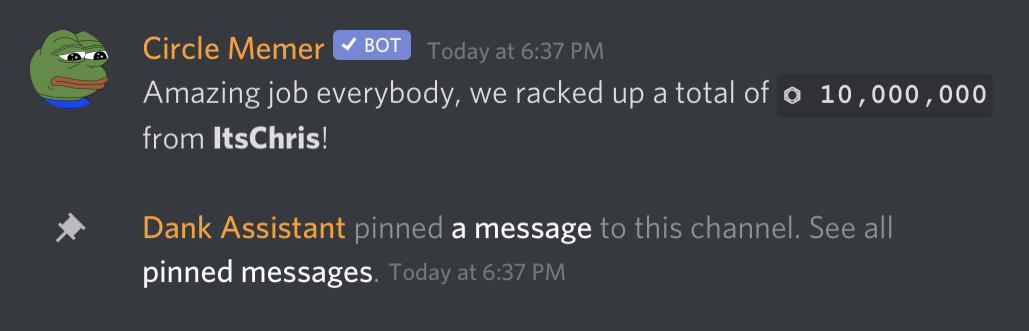 Circle Memer ✓ BOT Today at 6:37 PM
Amazing job everybody, we racked up a total of ⏣ 10,000,000
from ItsChris!
Dank Assistant pinned a message to this channel. See all
pinned messages. Today at 6:37 PM